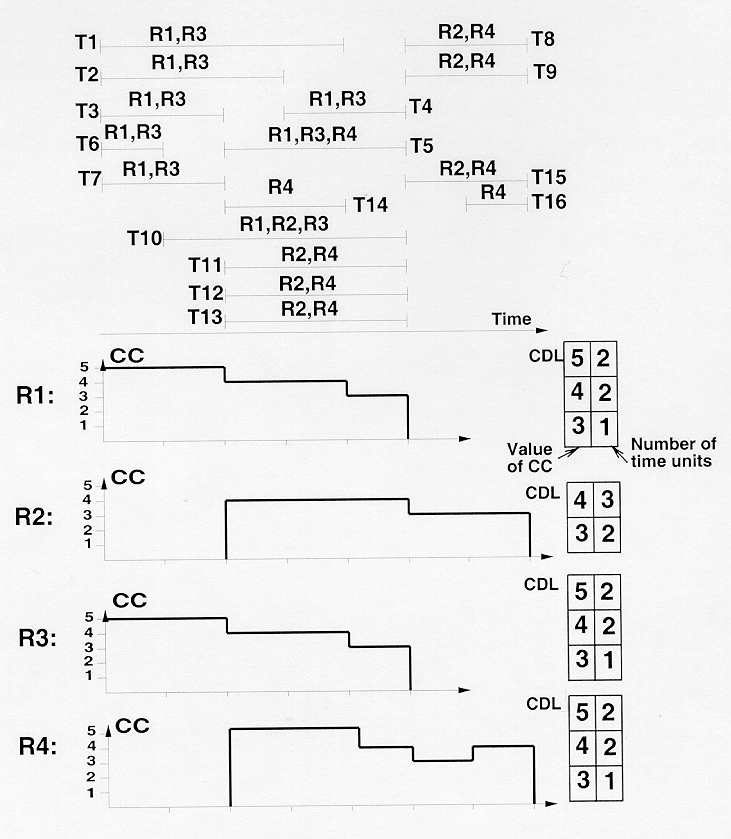 T1 R1,R3 R2,R4 T8
T2 R1,R3 R2,R4 T9
T3 R1,R3 R1,R3 T4
T6 R1,R3 R1,R3,R4 T5
T7 R1,R3 R2,R4 T15
R4 T14 R4 T16
T10 R1,R2,R3
T11 R2,R4
T12 R2,R4
T13 R2,R4
Time
R1:
CC
5
4
3
2
1
CDL 5 2
4 2
3 1
Value of CC
Number of time units
R2:
CC
5
4
3
2
1
CDL 4 3
3 2
R3:
CC
5
4
3
2
1
CDL 5 2
4 2
3 1
R4:
CC
5
4
3
2
1
CDL 5 2
4 2
3 1